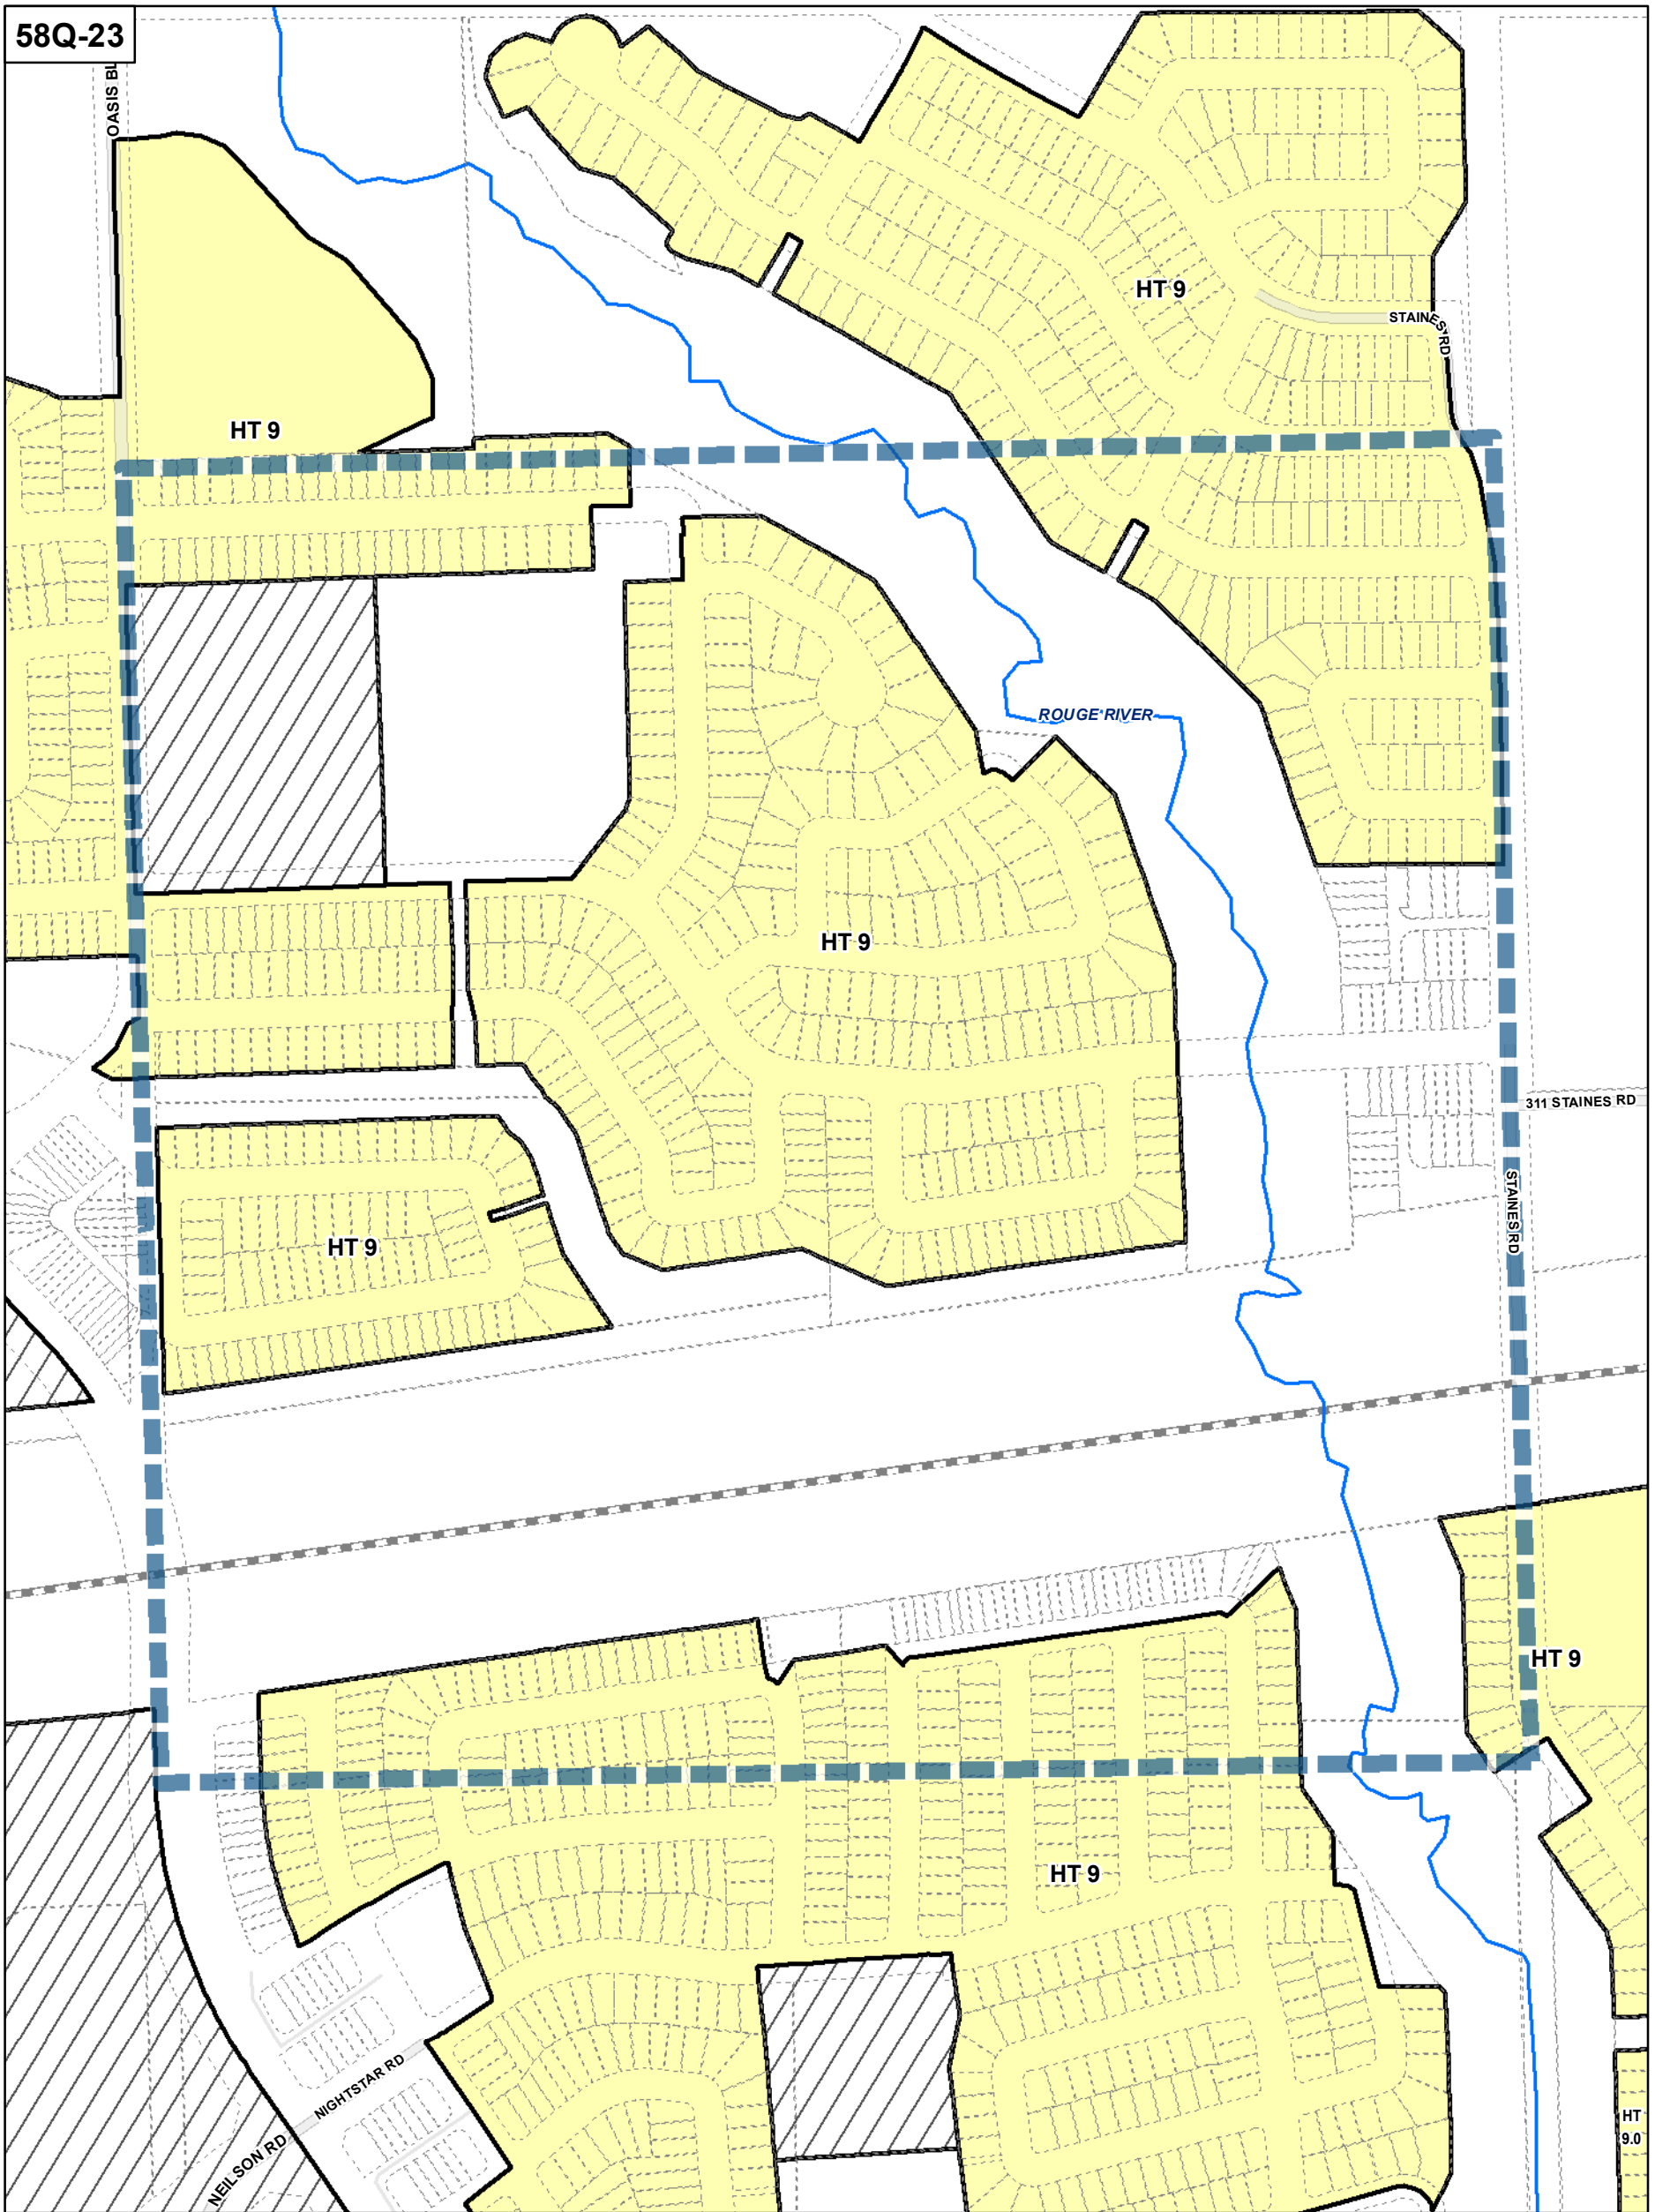 58Q-23
OASIS BL
HT 9
STAINES RD
HT 9
ROUGE RIVER
HT 9
311 STAINES RD
STAINES RD
HT 9
HT 9
HT 9
NIGHTSTAR RD
NEILSON RD
HT
9.0